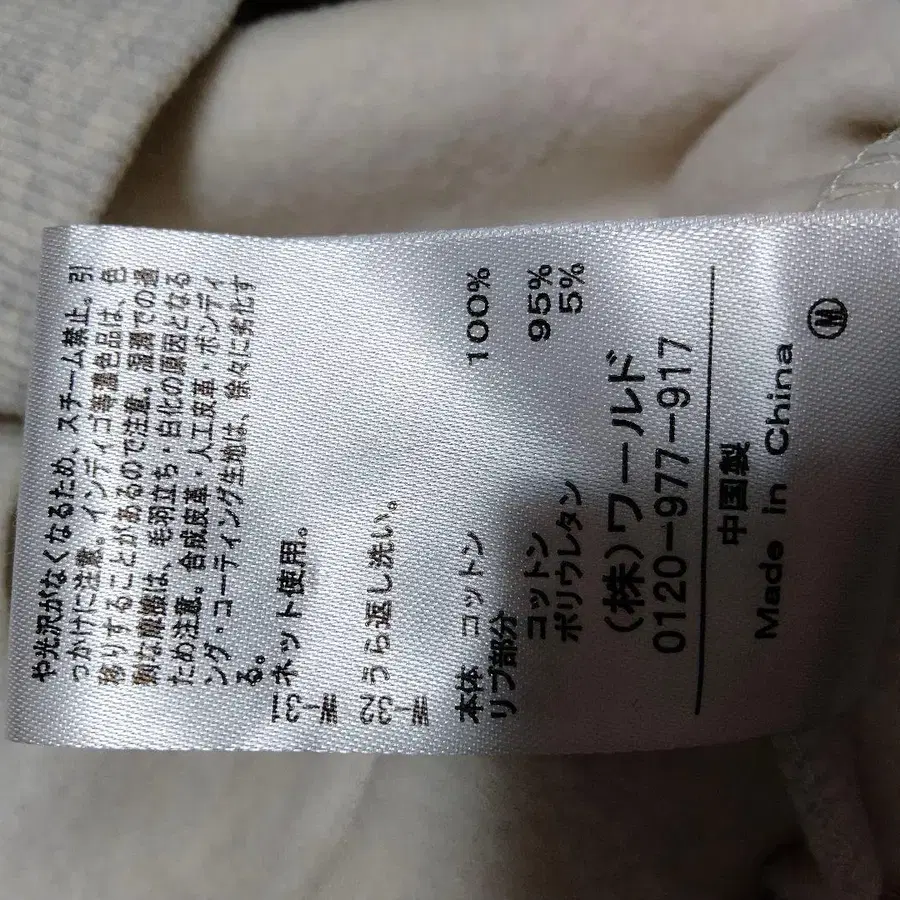 や光沢がなくなるため、スチーム禁止。引
っかけに注意。インディゴ等濃色品は、色
移りすることがあるので注意。湿潤での過
剰な摩擦は、毛羽立ち・白化の原因となる
ため注意。合成皮革・人工皮革・ボンディ
ング・コーティング生地は、徐々に劣化す
る。
W-31
ネット使用。
W-32
うら返し洗い。
本体 コットン 100%
リブ部分
コットン 95%
ポリウレタン 5%
(株)ワールド
0120-977-917
中国製
Made in China
M